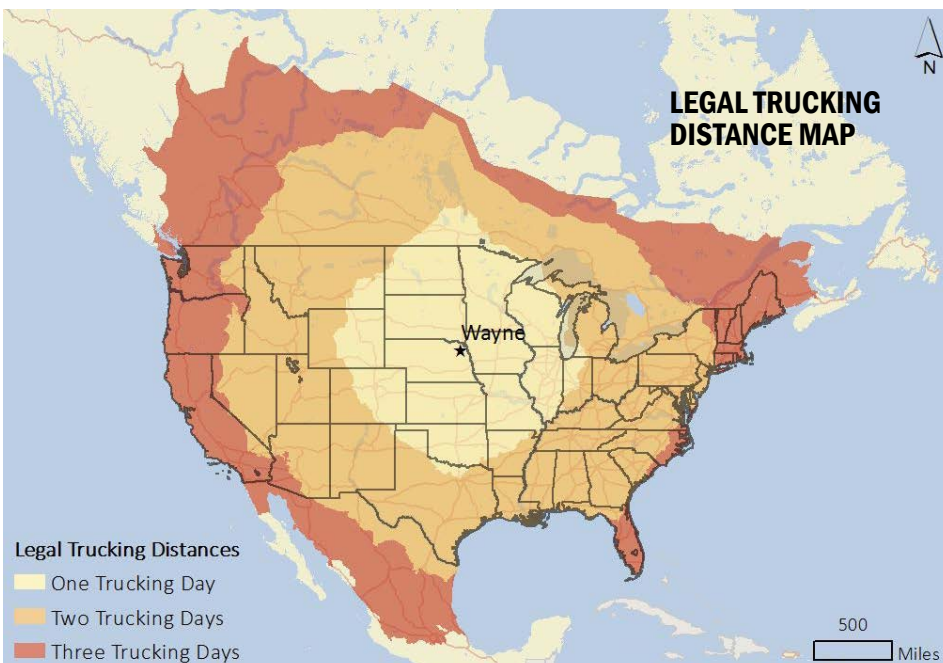 N
LEGAL TRUCKING
DISTANCE MAP
Wayne
Legal Trucking Distances
One Trucking Day
Two Trucking Days
Three Trucking Days
500
Miles